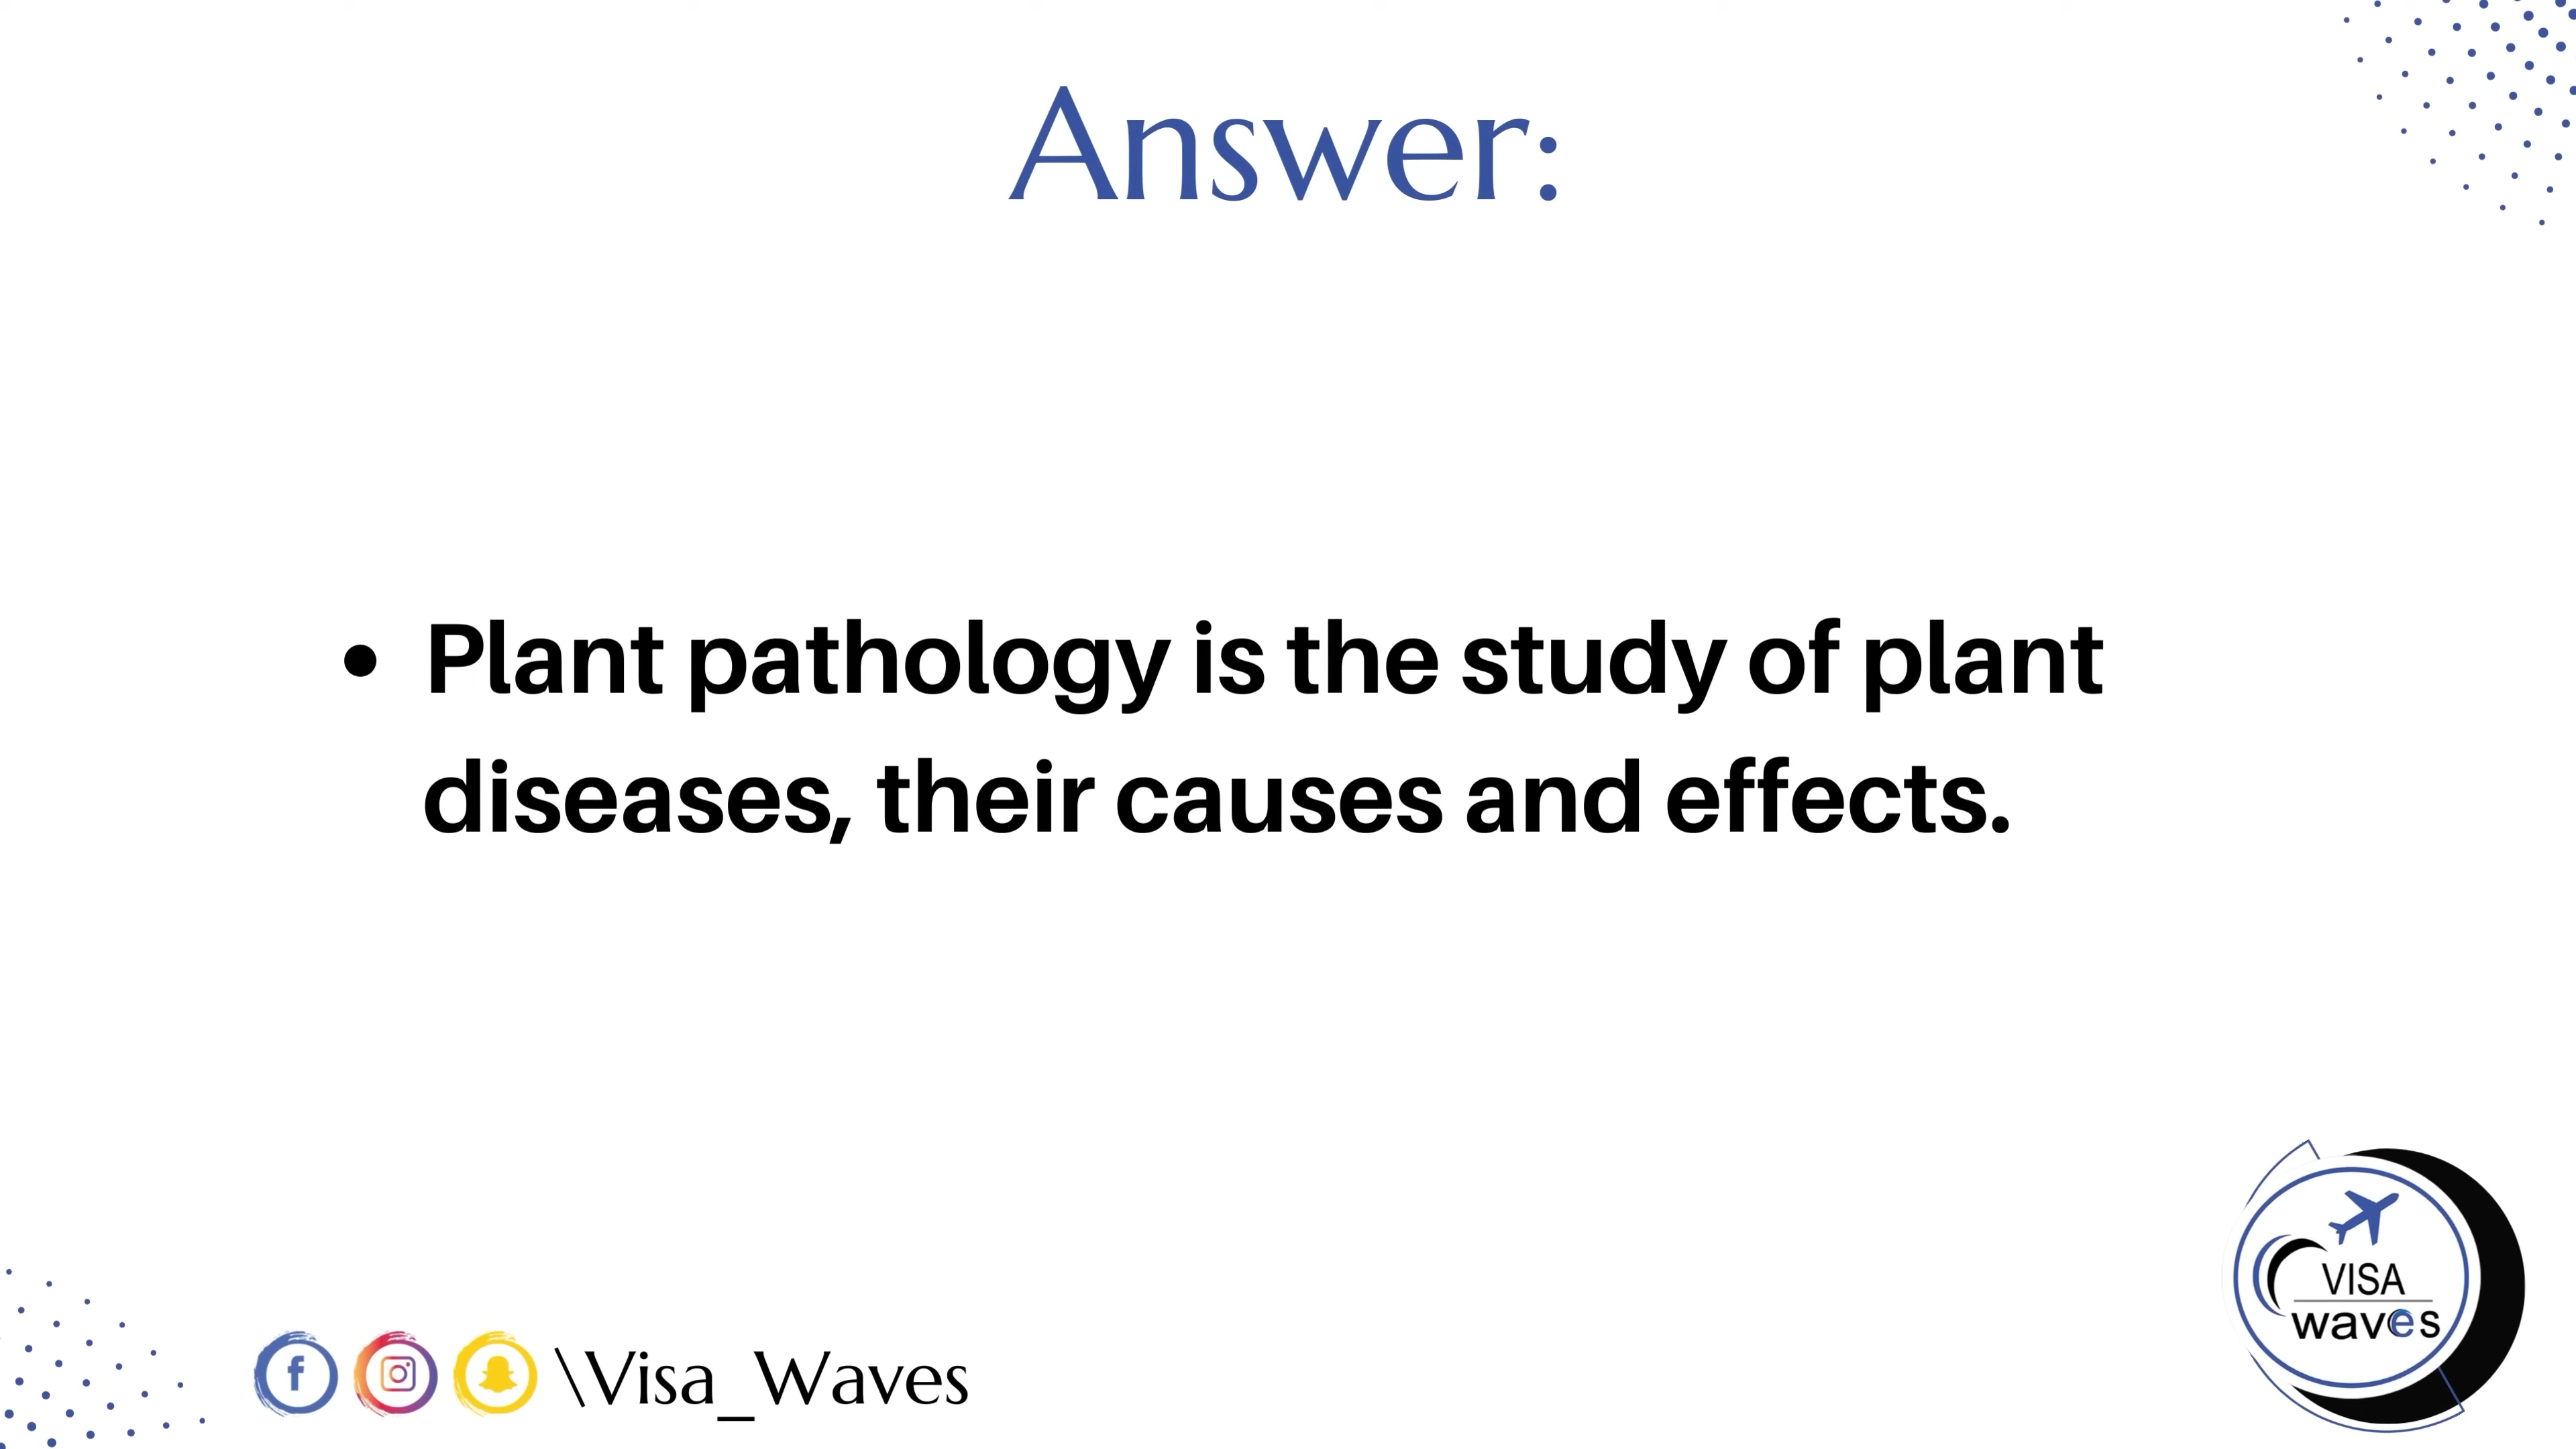 Answer:
• Plant pathology is the study of plant
diseases, their causes and effects.
\Visa_Waves
VISA
waves